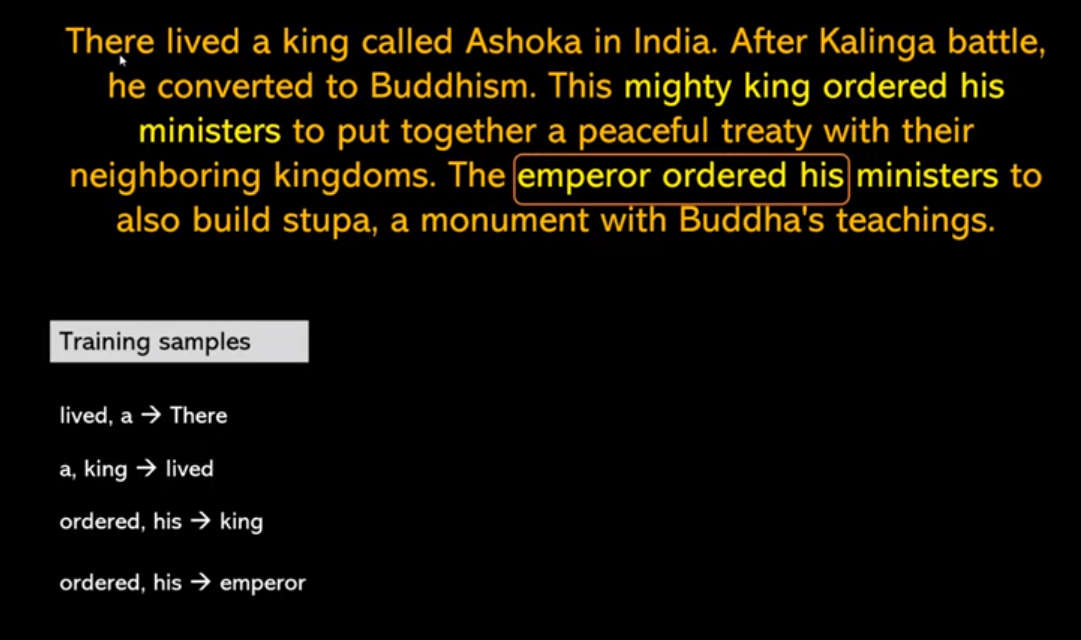 There lived a king called Ashoka in India. After Kalinga battle,
he converted to Buddhism. This mighty king ordered his
ministers to put together a peaceful treaty with their
neighboring kingdoms. The emperor ordered his ministers to
also build stupa, a monument with Buddha's teachings.
Training samples
lived, a → There
a, king → lived
ordered, his → king
ordered, his → emperor